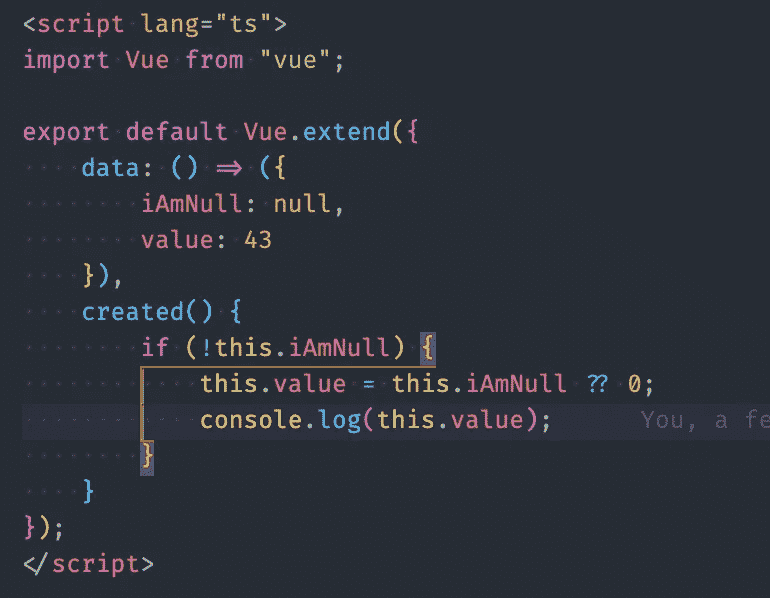 <script lang="ts">
import Vue from "vue";
export default Vue.extend({
data: () => ({
iAmNull: null,
value: 43
}),
created() {
if (!this.iAmNull) {
this.value = this.iAmNull ?? 0;
console.log(this.value); You, a fe
}
}
});
</script>